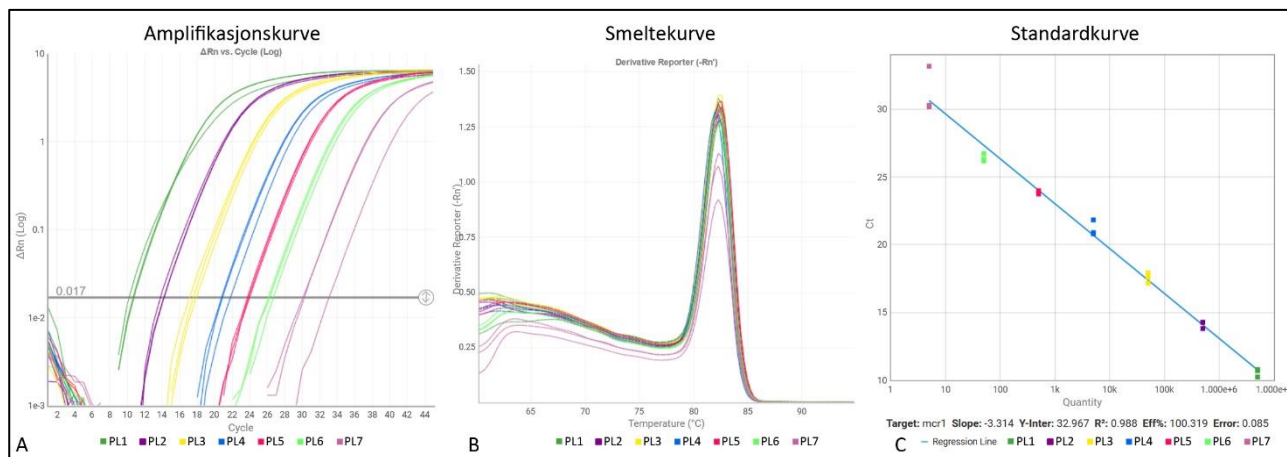 Amplifikasjonskurve
ΔRn vs. Cycle (Log)
10
1
0.1
0.017
1e-2
1e-3
ΔRn (Log)
2 4 6 8 10 12 14 16 18 20 22 24 26 28 30 32 34 36 38 40 42 44
Cycle
A
PL1 PL2 PL3 PL4 PL5 PL6 PL7
Smeltekurve
Derivative Reporter (-Rn')
1.50
1.25
1.00
0.75
0.50
0.25
Derivative Reporter (-Rn')
65 70 75 80 85 90
Temperature (°C)
B
PL1 PL2 PL3 PL4 PL5 PL6 PL7
Standardkurve
30
25
20
15
10
Ct
1 10 100 1k 10k 100k 1.000e+6 1.000e+
Quantity
Target: mcr1 Slope: -3.314 Y-Inter: 32.967 R²: 0.988 Eff%: 100.319 Error: 0.085
C
Regression Line PL1 PL2 PL3 PL4 PL5 PL6 PL7